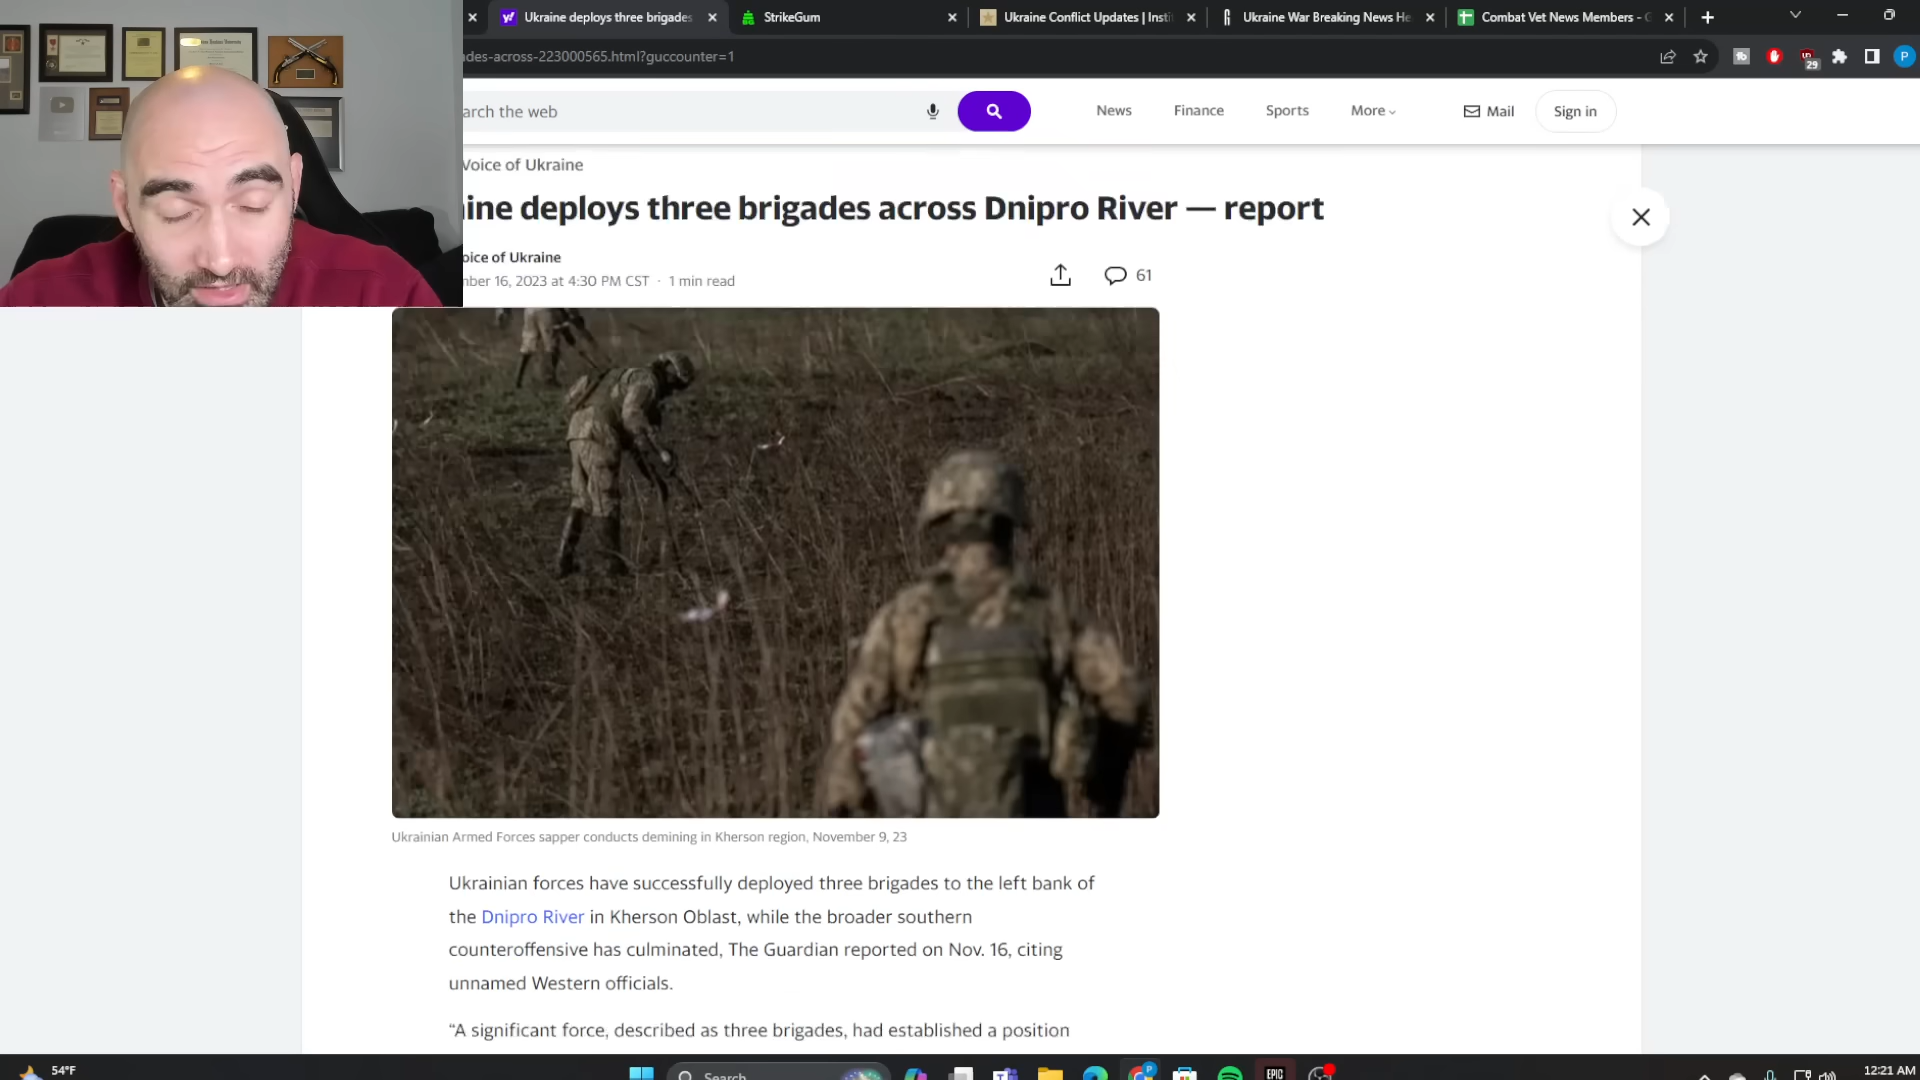 Ukraine deploys three brigades
StrikeGum
Ukraine Conflict Updates | Insti
Ukraine War Breaking News He
Combat Vet News Members - G
des-across-223000565.html?guccounter=1
29
P
arch the web
News
Finance
Sports
More
Mail
Sign in
Voice of Ukraine
ine deploys three brigades across Dnipro River — report
oice of Ukraine
mber 16, 2023 at 4:30 PM CST · 1 min read
61
Ukrainian Armed Forces sapper conducts demining in Kherson region, November 9, 23
Ukrainian forces have successfully deployed three brigades to the left bank of
the Dnipro River in Kherson Oblast, while the broader southern
counteroffensive has culminated, The Guardian reported on Nov. 16, citing
unnamed Western officials.
“A significant force, described as three brigades, had established a position
54°F
Search
EPIC
12:21 AM